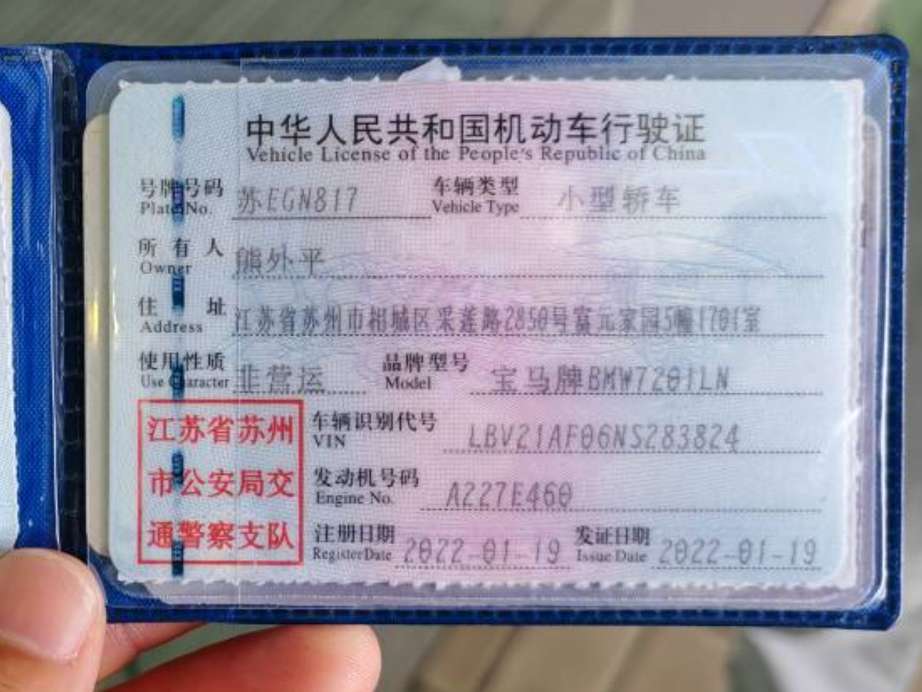 中华人民共和国机动车行驶证
Vehicle License of the People's Republic of China
号牌号码 苏EGN817 车辆类型 小型轿车
Plate No. Vehicle Type
所有人 熊外平
Owner
住址 江苏省苏州市相城区采莲路2850号富元家园5幢1701室
Address
使用性质 非营运 品牌型号 宝马牌BMW7201LN
Use Character Model
江苏省苏州 车辆识别代号 LBV21AF06NS283824
VIN
市公安局交 发动机号码 A227E460
Engine No.
通警察支队 注册日期 2022-01-19 发证日期 2022-01-19
Register Date Issue Date